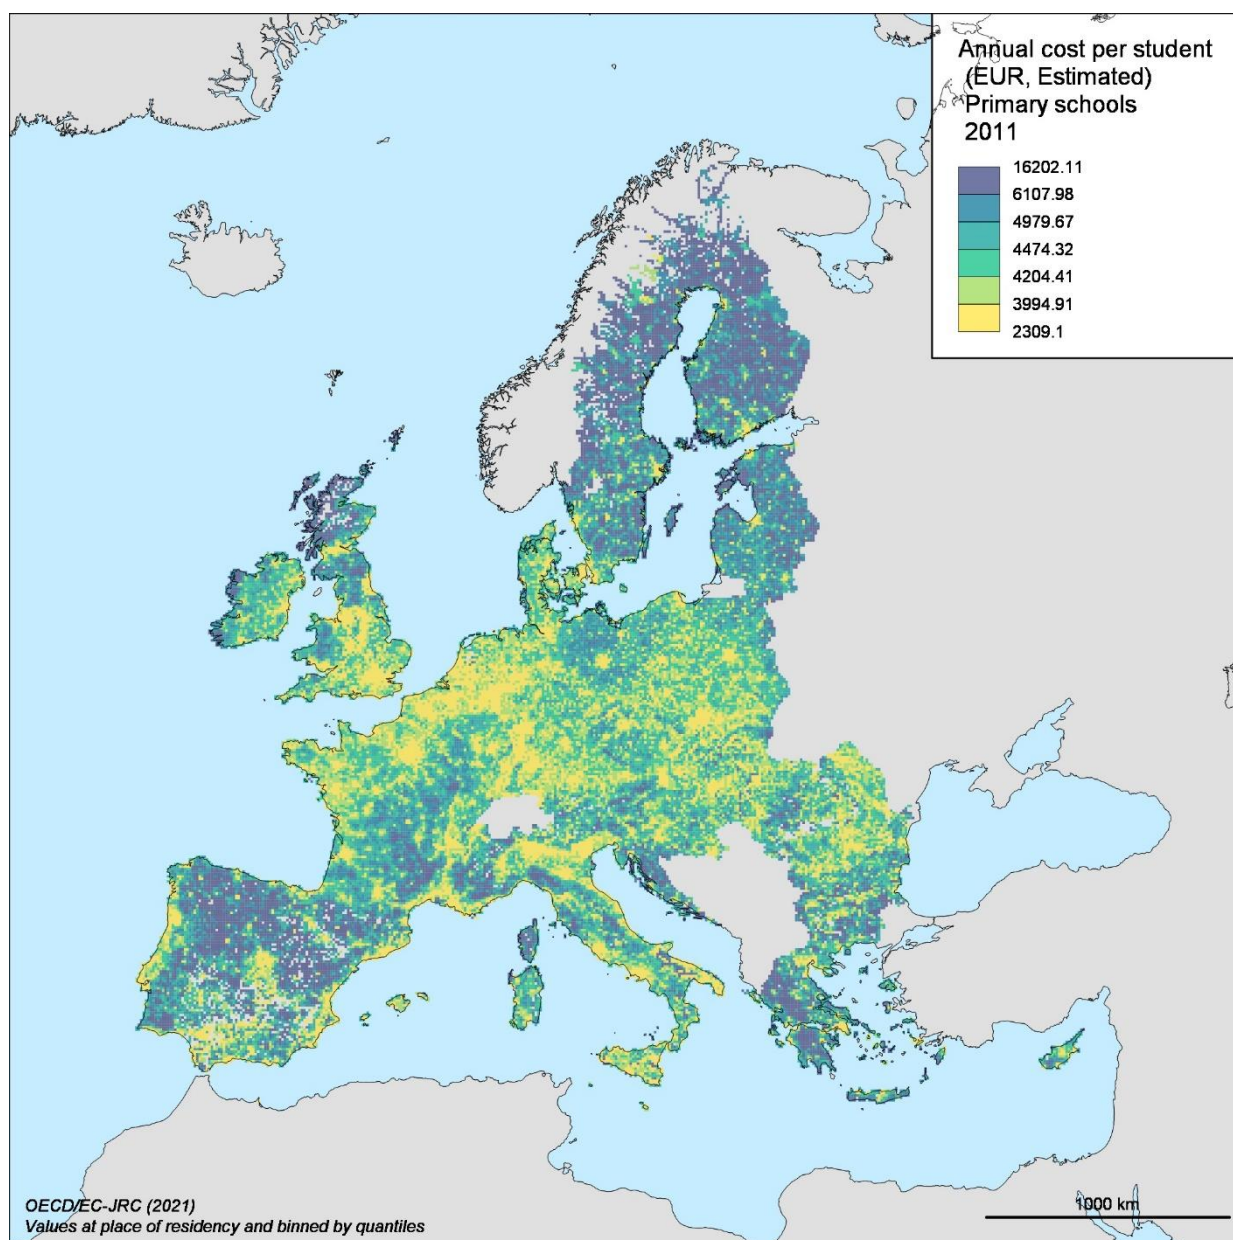 Annual cost per student
(EUR, Estimated)
Primary schools
2011
16202.11
6107.98
4979.67
4474.32
4204.41
3994.91
2309.1
OECD/EC-JRC (2021)
Values at place of residency and binned by quantiles
1000 km